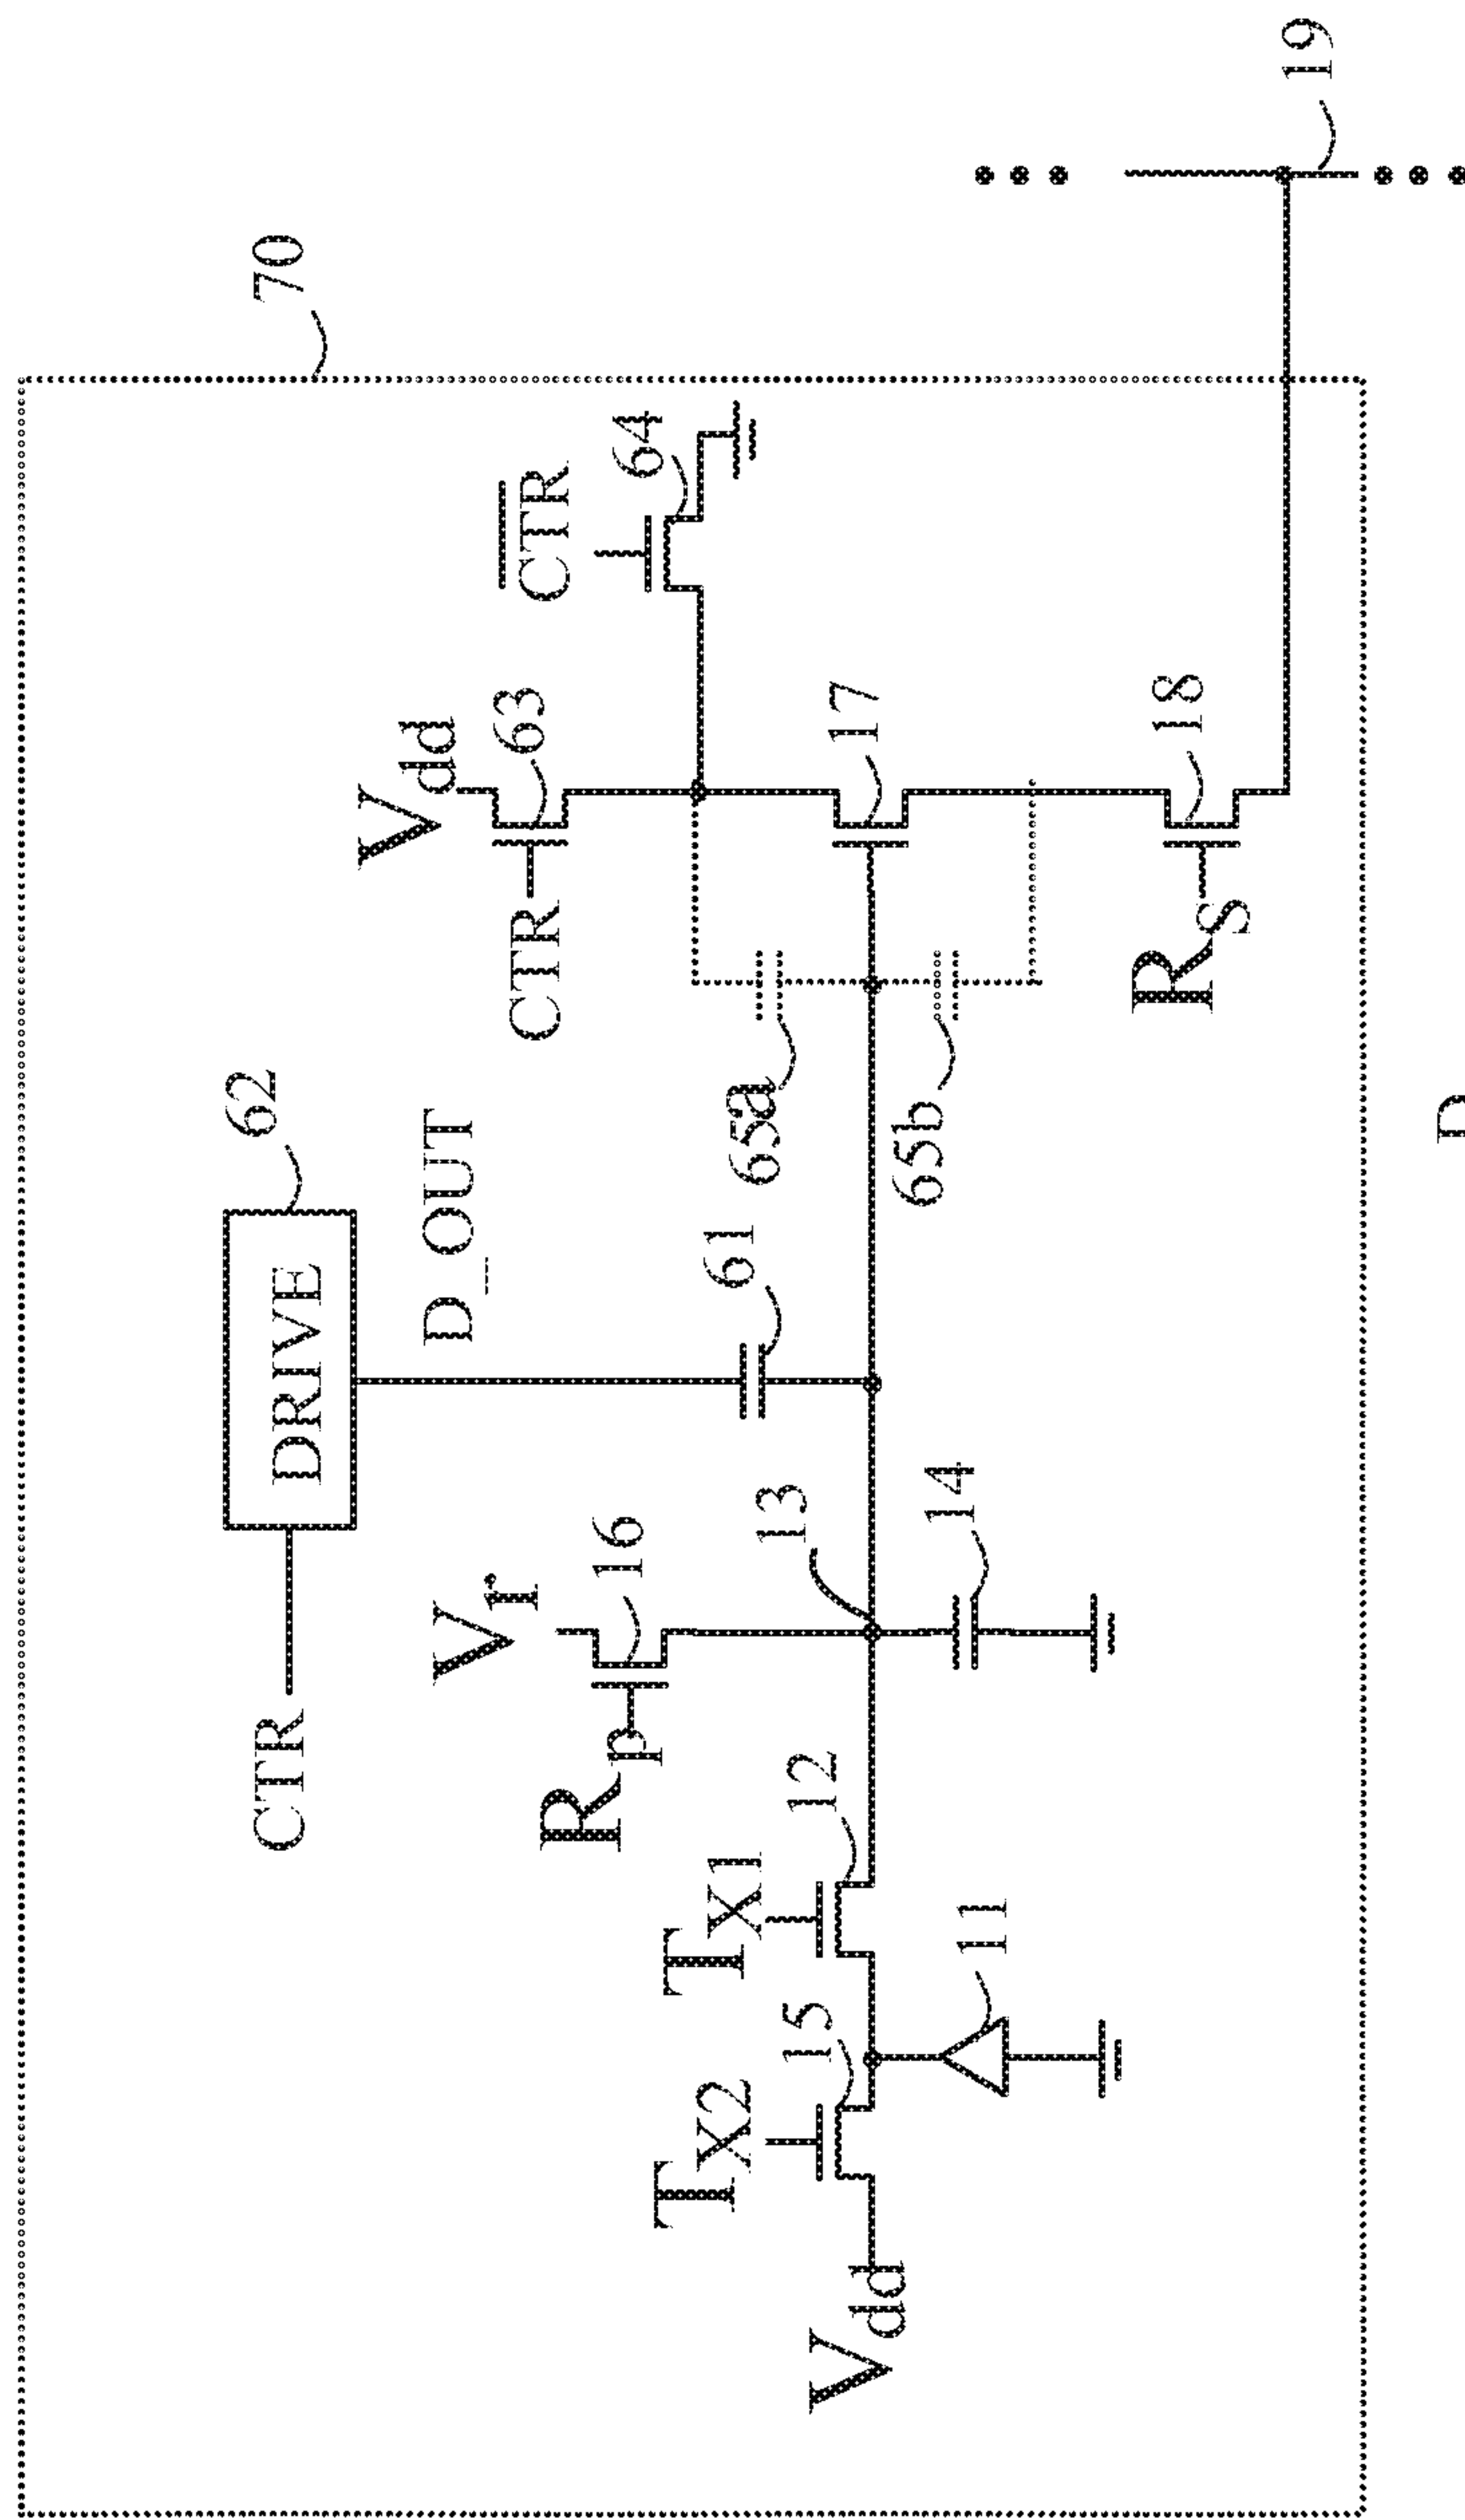 70
19
62
CTR
DRIVE
D_OUT
Vdd
CTR
63
CTR
64
Vr
Rp
16
61
65a
65b
17
TX2
TX1
15
12
13
Vdd
11
14
RS
18